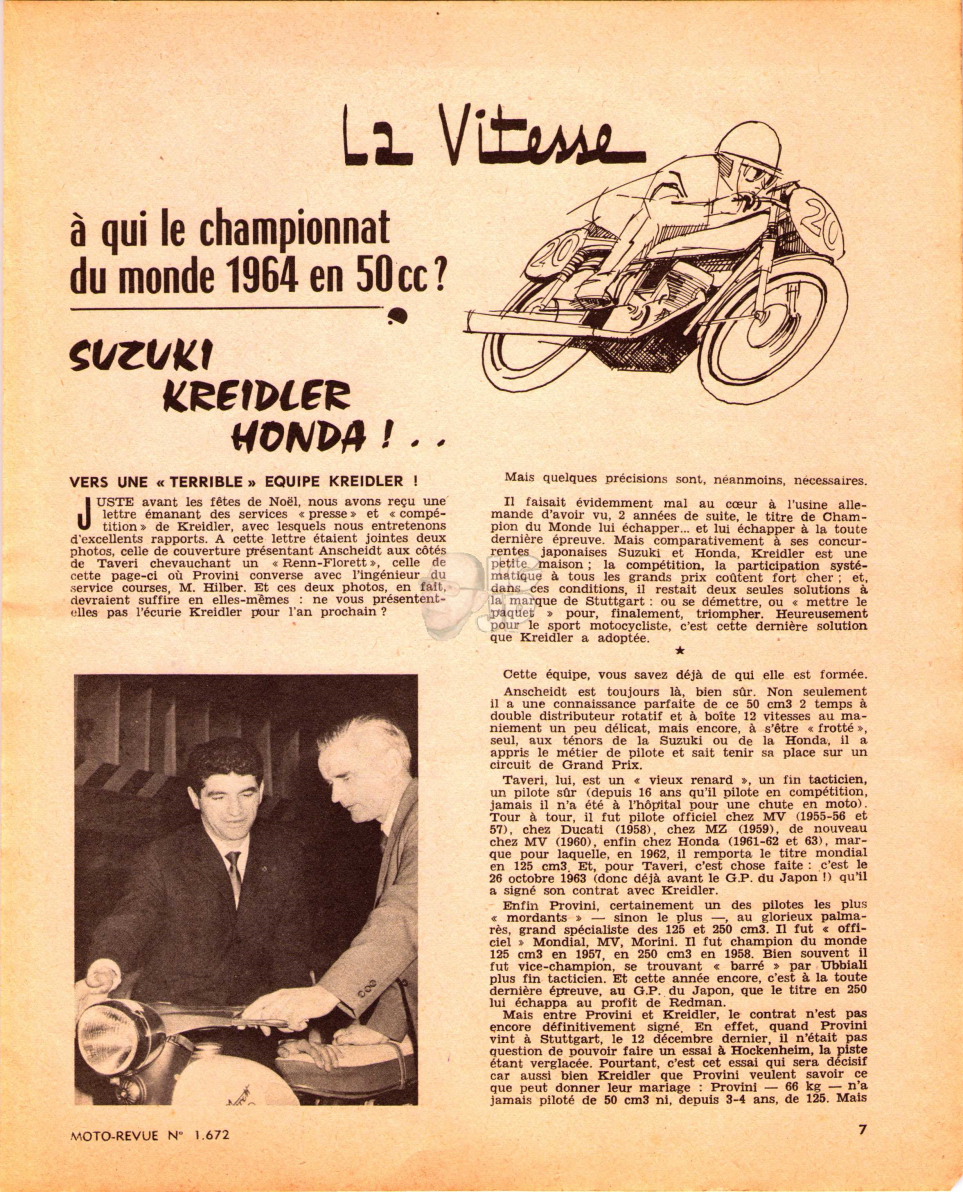 La Vitesse
20
20
à qui le championnat
du monde 1964 en 50cc ?
SUZUKI
KREIDLER
HONDA ! . .
VERS UNE « TERRIBLE » EQUIPE KREIDLER !
JUSTE avant les fêtes de Noël, nous avons reçu une
lettre émanant des services « presse » et « compé-
tition » de Kreidler, avec lesquels nous entretenons
d'excellents rapports. A cette lettre étaient jointes deux
photos, celle de couverture présentant Anscheidt aux côtés
de Taveri chevauchant un « Renn-Florett », celle de
cette page-ci où Provini converse avec l'ingénieur du
service courses, M. Hilber. Et ces deux photos, en fait,
devraient suffire en elles-mêmes : ne vous présentent-
elles pas l'écurie Kreidler pour l'an prochain ?
Mais quelques précisions sont, néanmoins, nécessaires.
Il faisait évidemment mal au cœur à l'usine alle-
mande d'avoir vu, 2 années de suite, le titre de Cham-
pion du Monde lui échapper... et lui échapper à la toute
dernière épreuve. Mais comparativement à ses concur-
rentes japonaises Suzuki et Honda, Kreidler est une
petite maison ; la compétition, la participation systé-
matique à tous les grands prix coûtent fort cher ; et,
dans ces conditions, il restait deux seules solutions à
la marque de Stuttgart : ou se démettre, ou « mettre le
paquet » pour, finalement, triompher. Heureusement
pour le sport motocycliste, c'est cette dernière solution
que Kreidler a adoptée.
★
Cette équipe, vous savez déjà de qui elle est formée.
Anscheidt est toujours là, bien sûr. Non seulement
il a une connaissance parfaite de ce 50 cm3 2 temps à
double distributeur rotatif et à boîte 12 vitesses au ma-
niement un peu délicat, mais encore, à s'être « frotté »,
seul, aux ténors de la Suzuki ou de la Honda, il a
appris le métier de pilote et sait tenir sa place sur un
circuit de Grand Prix.
Taveri, lui, est un « vieux renard », un fin tacticien,
un pilote sûr (depuis 16 ans qu'il pilote en compétition,
jamais il n'a été à l'hôpital pour une chute en moto).
Tour à tour, il fut pilote officiel chez MV (1955-56 et
57), chez Ducati (1958), chez MZ (1959), de nouveau
chez MV (1960), enfin chez Honda (1961-62 et 63), mar-
que pour laquelle, en 1962, il remporta le titre mondial
en 125 cm3. Et, pour Taveri, c'est chose faite : c'est le
26 octobre 1963 (donc déjà avant le G.P. du Japon !) qu'il
a signé son contrat avec Kreidler.
Enfin Provini, certainement un des pilotes les plus
« mordants » — sinon le plus —, au glorieux palma-
rès, grand spécialiste des 125 et 250 cm3. Il fut « offi-
ciel » Mondial, MV, Morini. Il fut champion du monde
125 cm3 en 1957, en 250 cm3 en 1958. Bien souvent il
fut vice-champion, se trouvant « barré » par Ubbiali
plus fin tacticien. Et cette année encore, c'est à la toute
dernière épreuve, au G.P. du Japon, que le titre en 250
lui échappa au profit de Redman.
Mais entre Provini et Kreidler, le contrat n'est pas
encore définitivement signé. En effet, quand Provini
vint à Stuttgart, le 12 décembre dernier, il n'était pas
question de pouvoir faire un essai à Hockenheim, la piste
étant verglacée. Pourtant, c'est cet essai qui sera décisif
car aussi bien Kreidler que Provini veulent savoir ce
que peut donner leur mariage : Provini — 66 kg — n'a
jamais piloté de 50 cm3 ni, depuis 3-4 ans, de 125. Mais
MOTO-REVUE N° 1.672
7